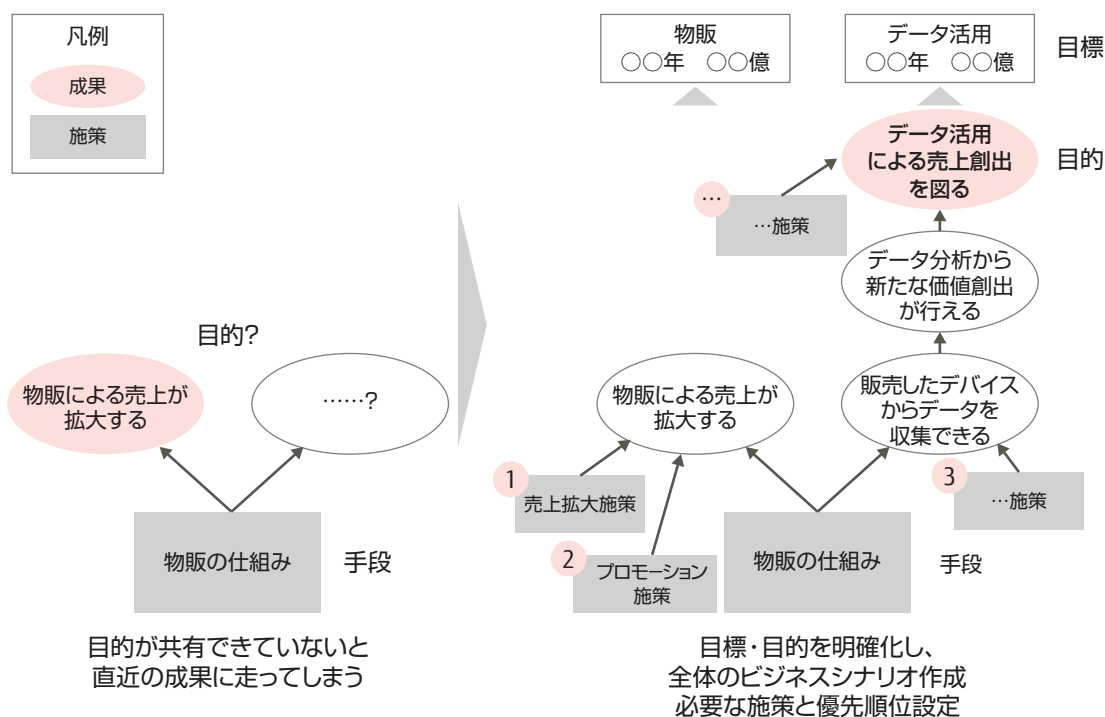 凡例
成果
施策
目的?
物販による売上が
拡大する
……?
物販の仕組み
手段
目的が共有できていないと
直近の成果に走ってしまう
物販
○○年 ○○億
データ活用
○○年 ○○億
目標
データ活用
による売上創出
を図る
目的
…
…施策
データ分析から
新たな価値創出
が行える
物販による売上が
拡大する
販売したデバイス
からデータを
収集できる
1
売上拡大施策
2
プロモーション
施策
3
…施策
物販の仕組み
手段
目標・目的を明確化し、
全体のビジネスシナリオ作成
必要な施策と優先順位設定